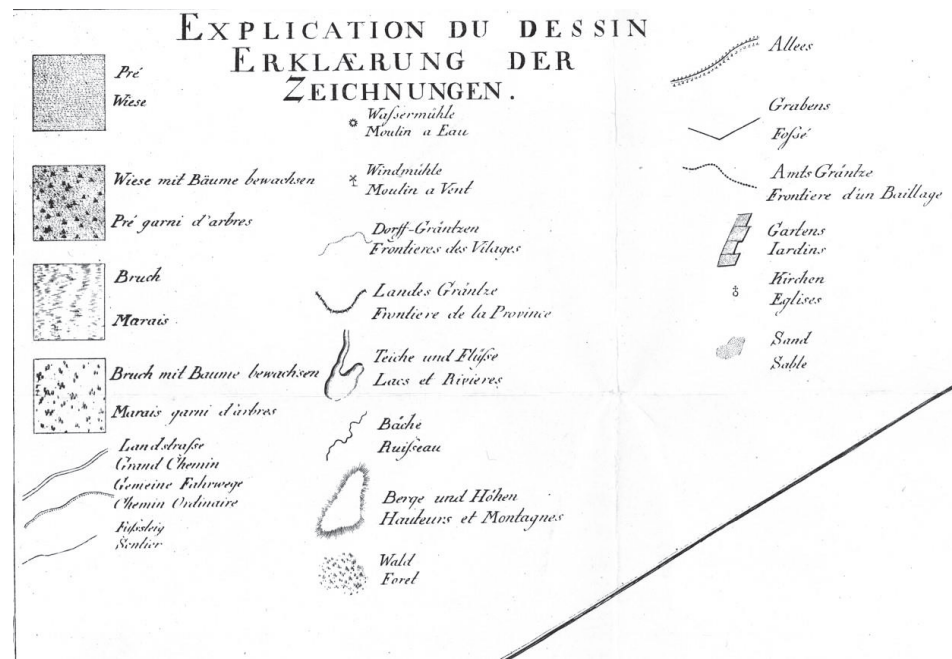 EXPLICATION DU DESSIN
ERKLÆRUNG DER
ZEICHNUNGEN.
Pré
Wiese
Wiese mit Bäume bewachsen
Pré garni d'arbres
Bruch
Marais
Bruch mit Baume bewachsen
Marais garni d'arbres
Landstraſse
Grand Chemin
Gemeine Fahrwege
Chemin Ordinaire
Fuſssteig
Sentier
Waſsermühle
Moulin a Eau
Windmühle
Moulin a Vent
Dorff-Gräntzen
Frontieres des Vilages
Landes Gräntze
Frontiere de la Province
Teiche und Flüſse
Lacs et Rivieres
Bäche
Ruiſseau
Berge und Höhen
Hauteurs et Montagnes
Wald
Foret
Allees
Grabens
Foſsé
Amts Gräntze
Frontiere d'un Baillage
Gartens
Iardins
Kirchen
Eglises
Sand
Sable